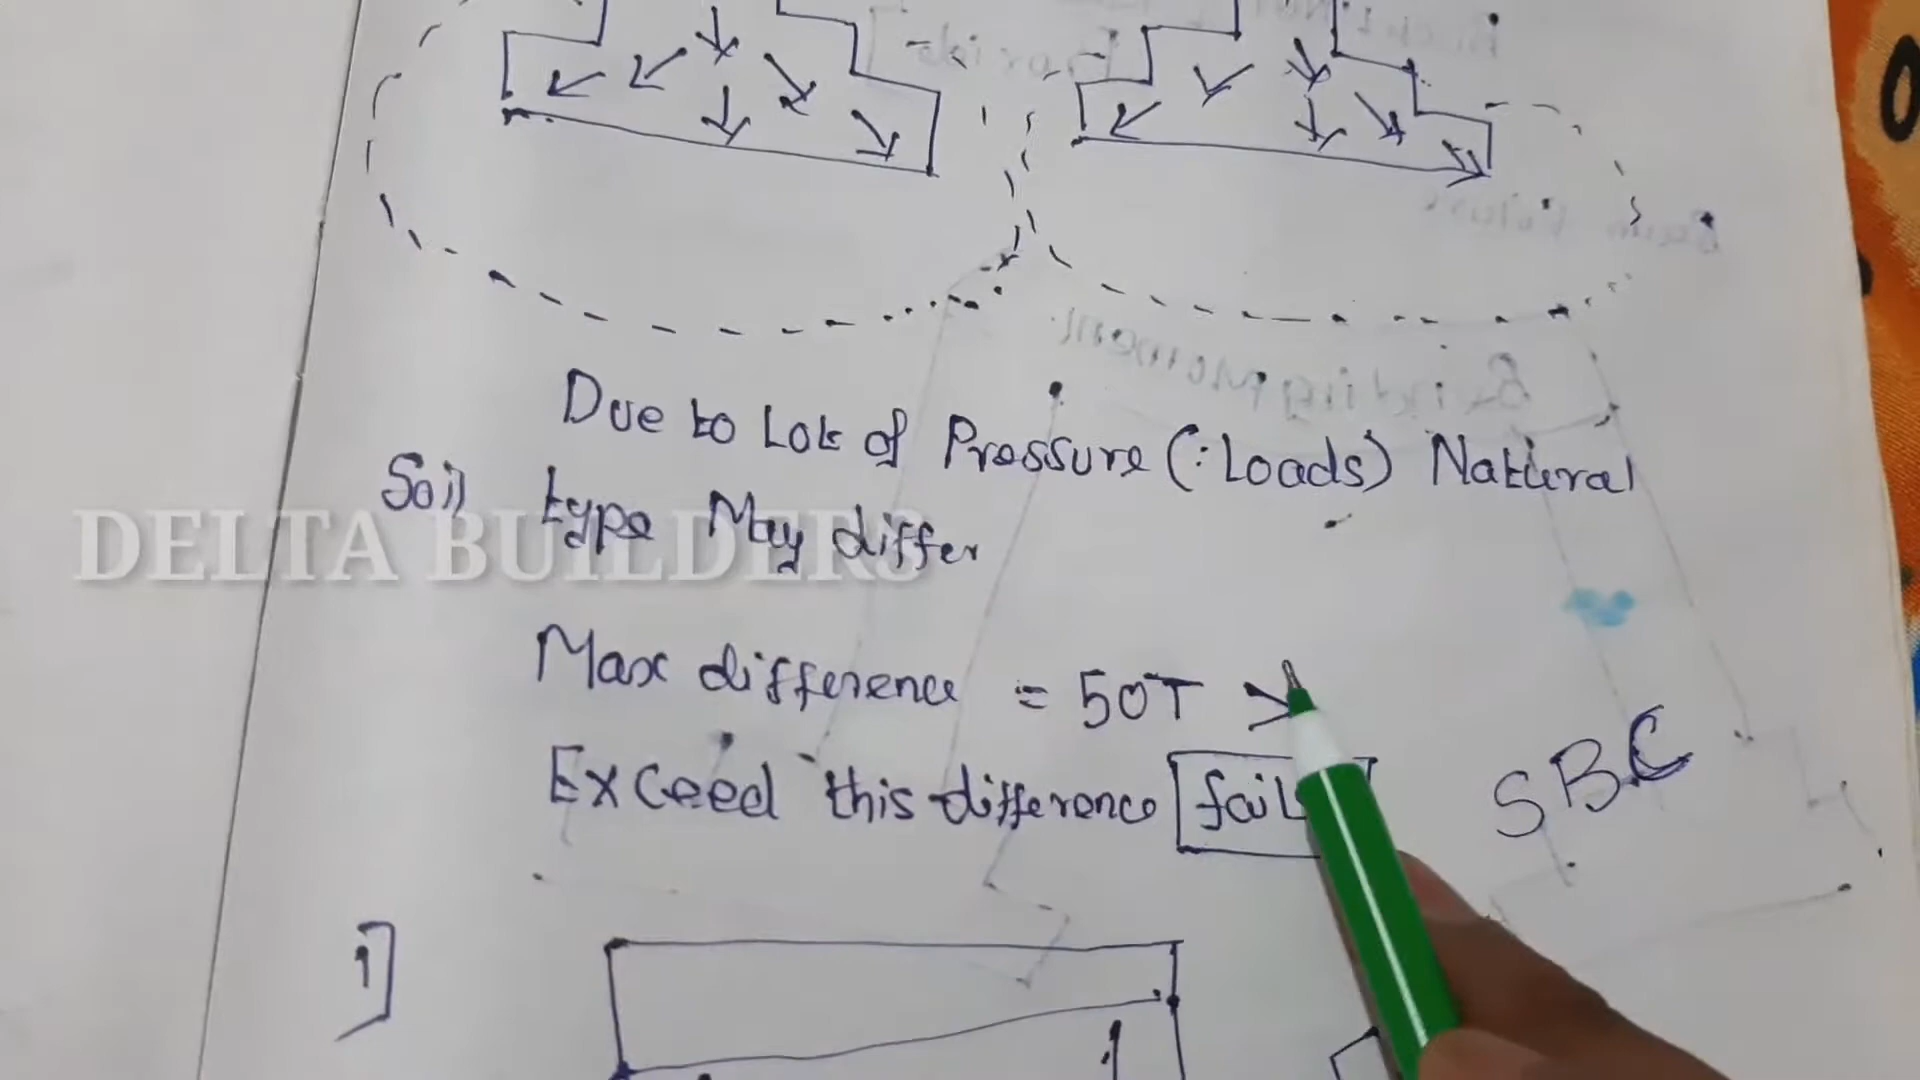 Due to Lot of Pressure (∴ Loads) Natural
Soil type May differ
DELTA BUILDERS
Max difference = 50T >
Exceed this difference fail
SBC
1]